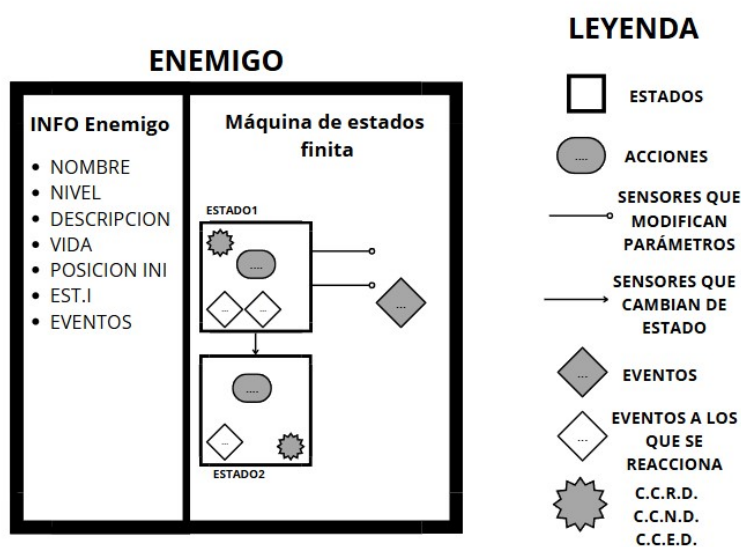 ENEMIGO
INFO Enemigo
• NOMBRE
• NIVEL
• DESCRIPCION
• VIDA
• POSICION INI
• EST.I
• EVENTOS
Máquina de estados
finita
ESTADO1
....
...
...
...
....
...
ESTADO2
LEYENDA
ESTADOS
....
ACCIONES
SENSORES QUE
MODIFICAN
PARÁMETROS
SENSORES QUE
CAMBIAN DE
ESTADO
...
EVENTOS
...
EVENTOS A LOS
QUE SE
REACCIONA
C.C.R.D.
C.C.N.D.
C.C.E.D.